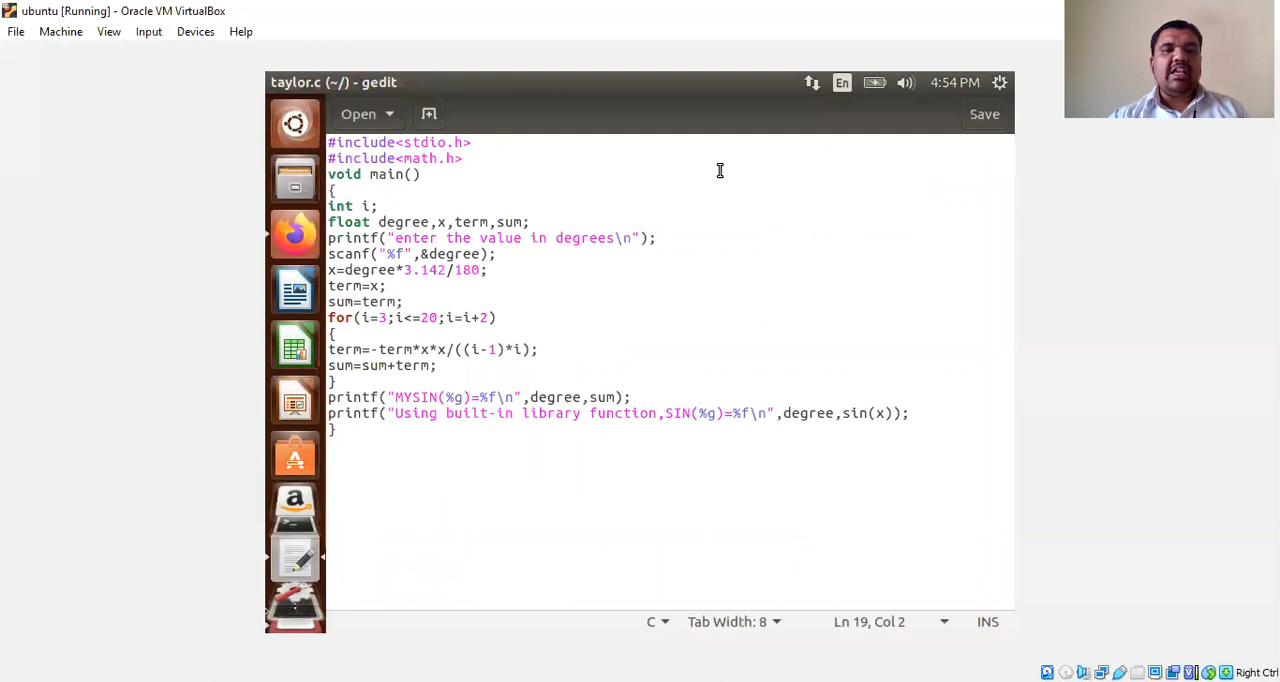 ubuntu [Running] - Oracle VM VirtualBox
File Machine View Input Devices Help
taylor.c (~/) - gedit
En
4:54 PM
Open
Save
#include<stdio.h>
#include<math.h>
void main()
{
int i;
float degree,x,term,sum;
printf("enter the value in degrees\n");
scanf("%f",&degree);
x=degree*3.142/180;
term=x;
sum=term;
for(i=3;i<=20;i=i+2)
{
term=-term*x*x/((i-1)*i);
sum=sum+term;
}
printf("MYSIN(%g)=%f\n",degree,sum);
printf("Using built-in library function,SIN(%g)=%f\n",degree,sin(x));
}
C Tab Width: 8 Ln 19, Col 2 INS
Right Ctrl